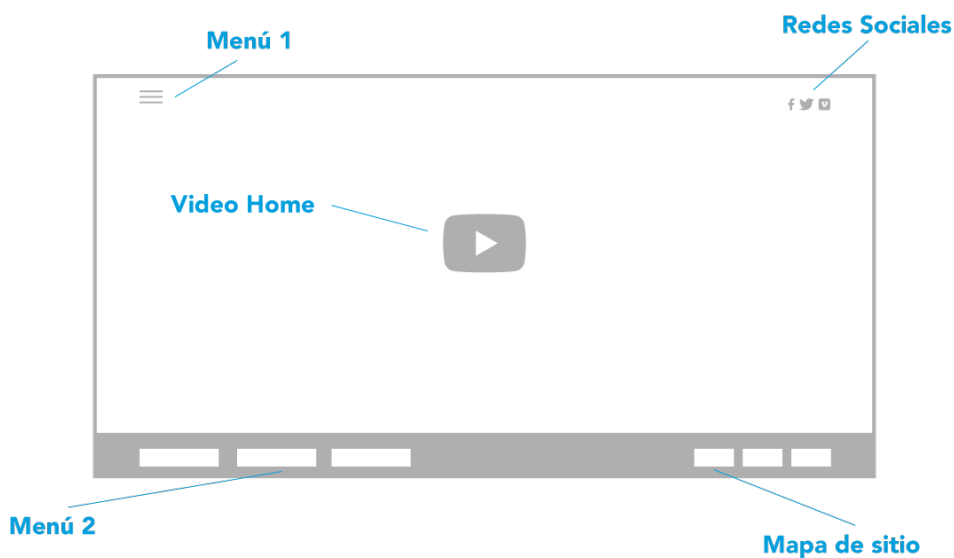 Redes Sociales
Menú 1
Video Home
Menú 2
Mapa de sitio